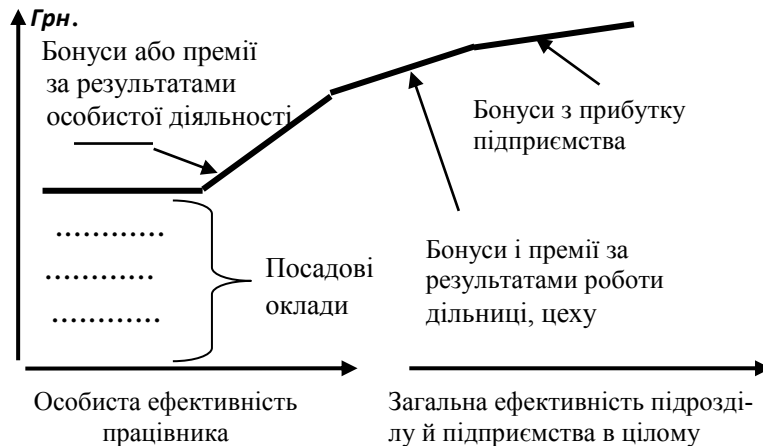 Грн.
Бонуси або премії
за результатами
особистої діяльності
Бонуси з прибутку
підприємства
............
Посадові
оклади
............
............
Бонуси і премії за
результатами роботи
дільниці, цеху
Особиста ефективність
працівника
Загальна ефективність підрозді-
лу й підприємства в цілому